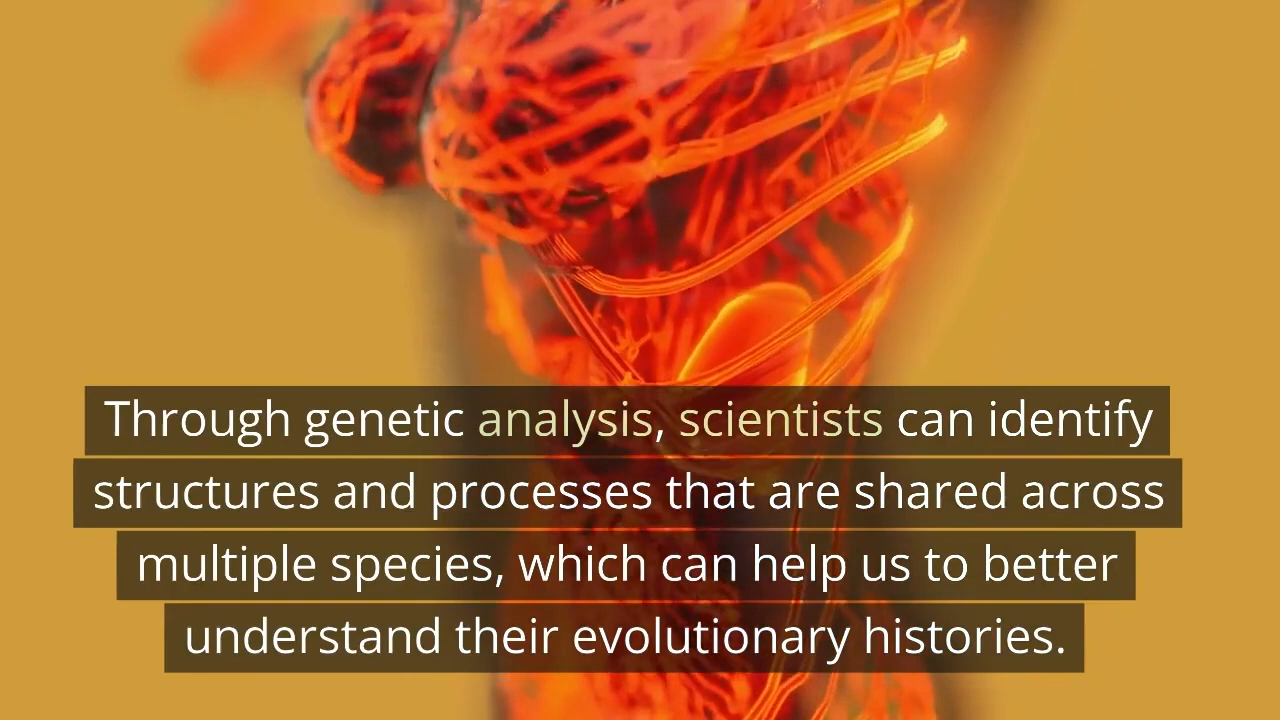 Through genetic analysis, scientists can identify
structures and processes that are shared across
multiple species, which can help us to better
understand their evolutionary histories.